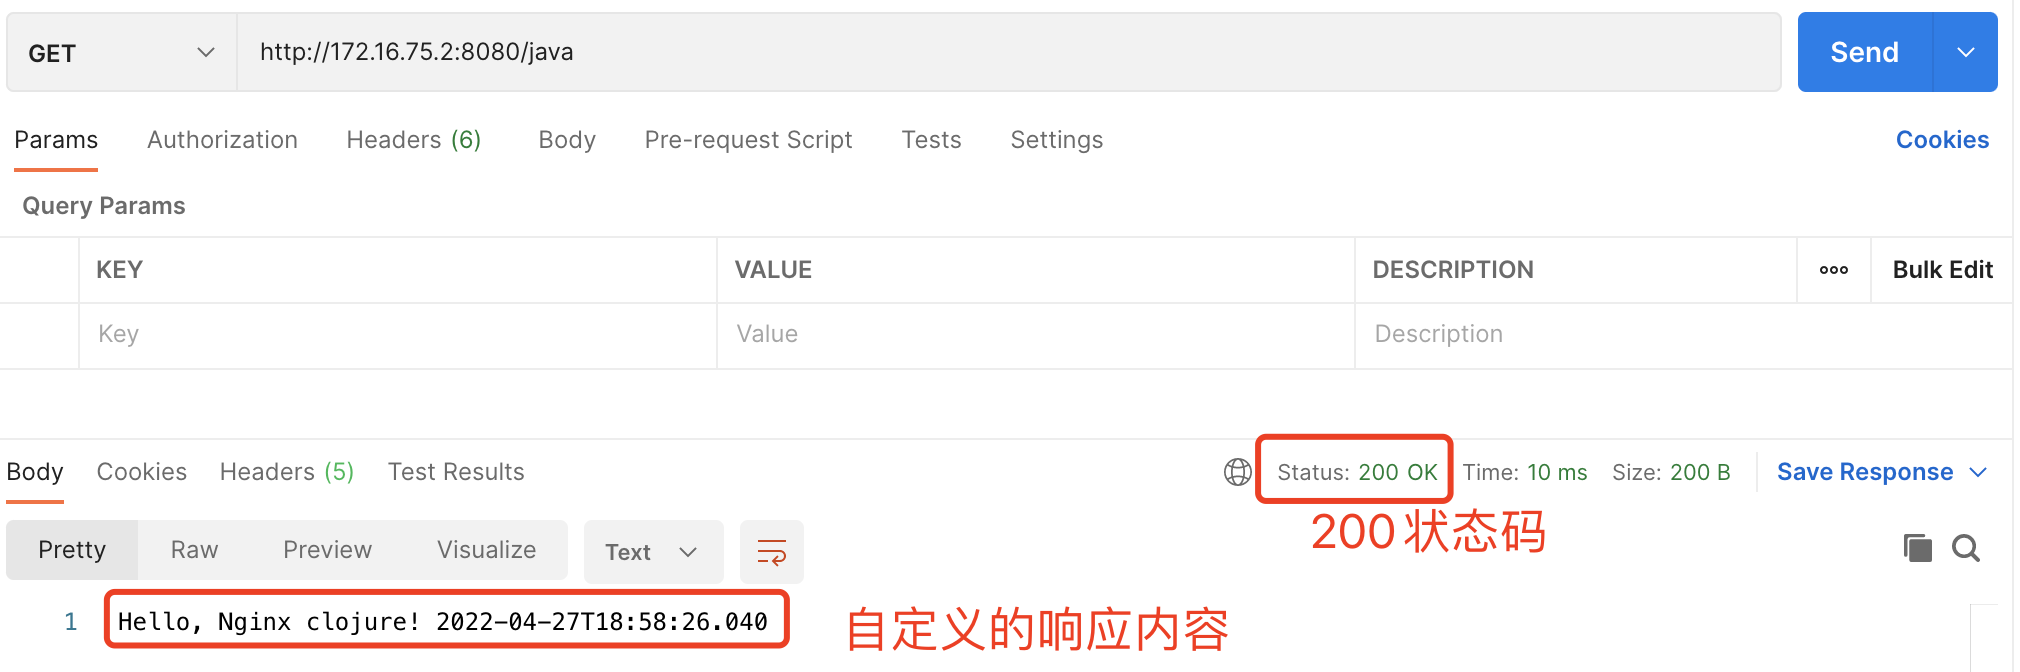 GET http://172.16.75.2:8080/java Send
Params Authorization Headers (6) Body Pre-request Script Tests Settings Cookies
Query Params
KEY VALUE DESCRIPTION Bulk Edit
Key Value Description
Body Cookies Headers (5) Test Results Status: 200 OK Time: 10 ms Size: 200 B Save Response
200状态码
Pretty Raw Preview Visualize Text
1 Hello, Nginx clojure! 2022-04-27T18:58:26.040
自定义的响应内容